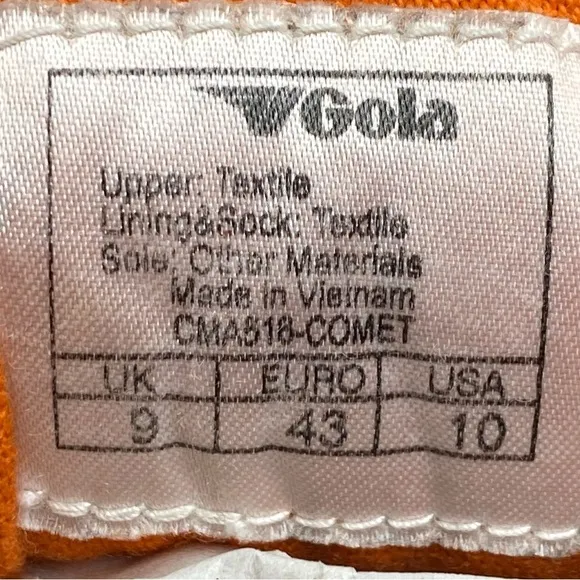 Gola
Upper: Textile
Lining&Sock: Textile
Sole: Other Materials
Made in Vietnam
CMA518-COMET
UK EURO USA
9 43 10